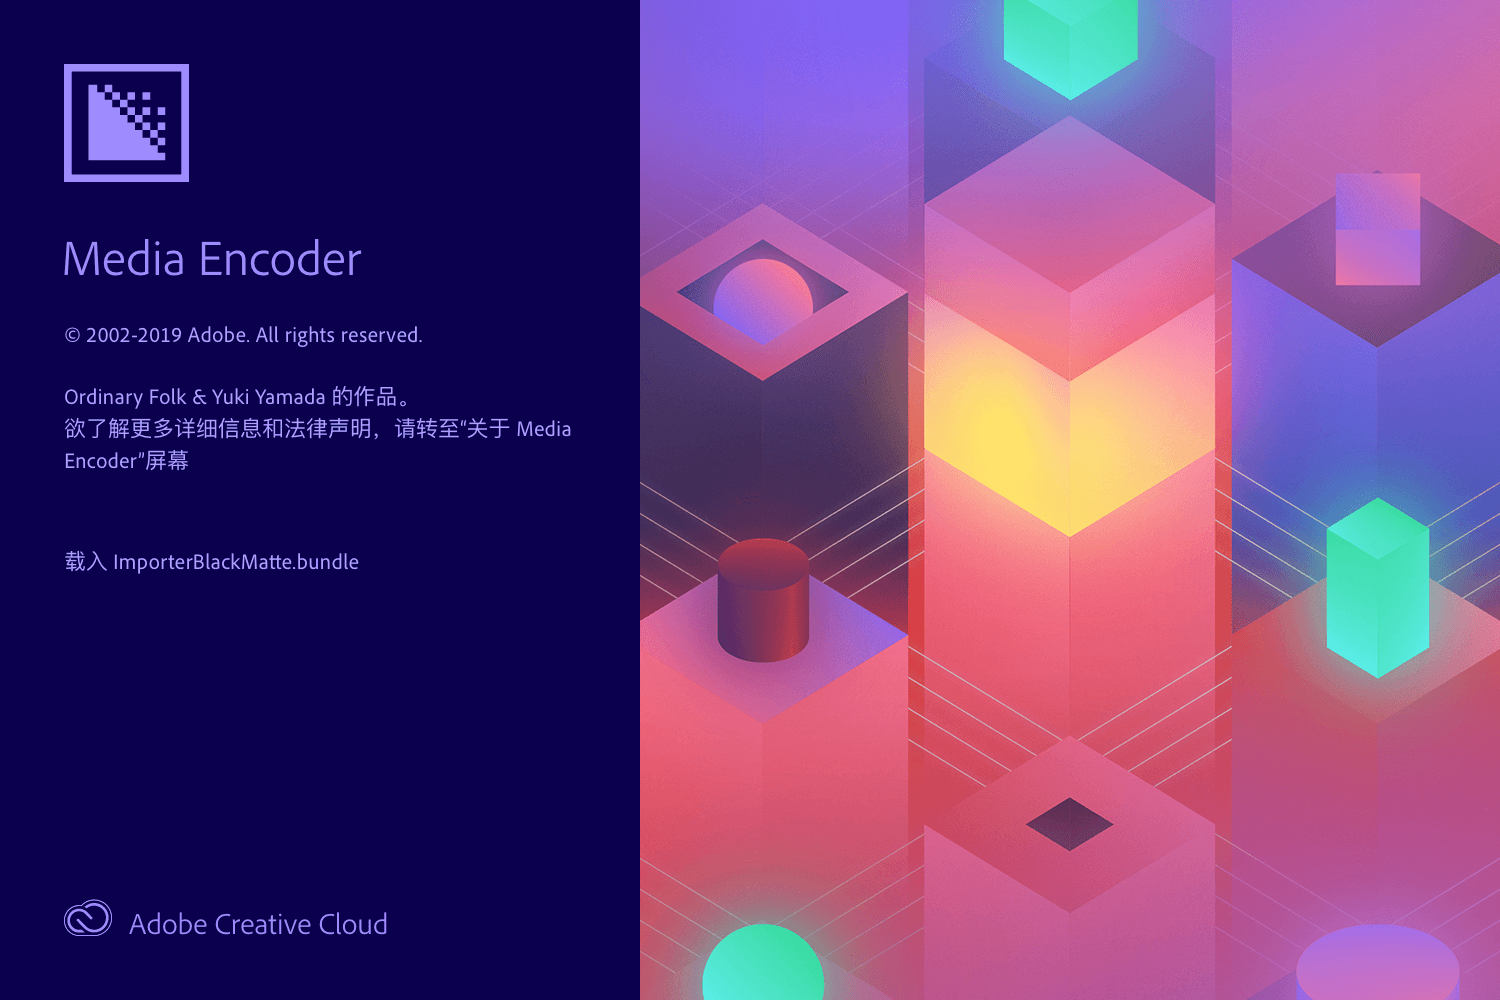 Media Encoder
© 2002-2019 Adobe. All rights reserved.
Ordinary Folk & Yuki Yamada 的作品。
欲了解更多详细信息和法律声明，请转至“关于 Media
Encoder”屏幕
载入 ImporterBlackMatte.bundle
Adobe Creative Cloud